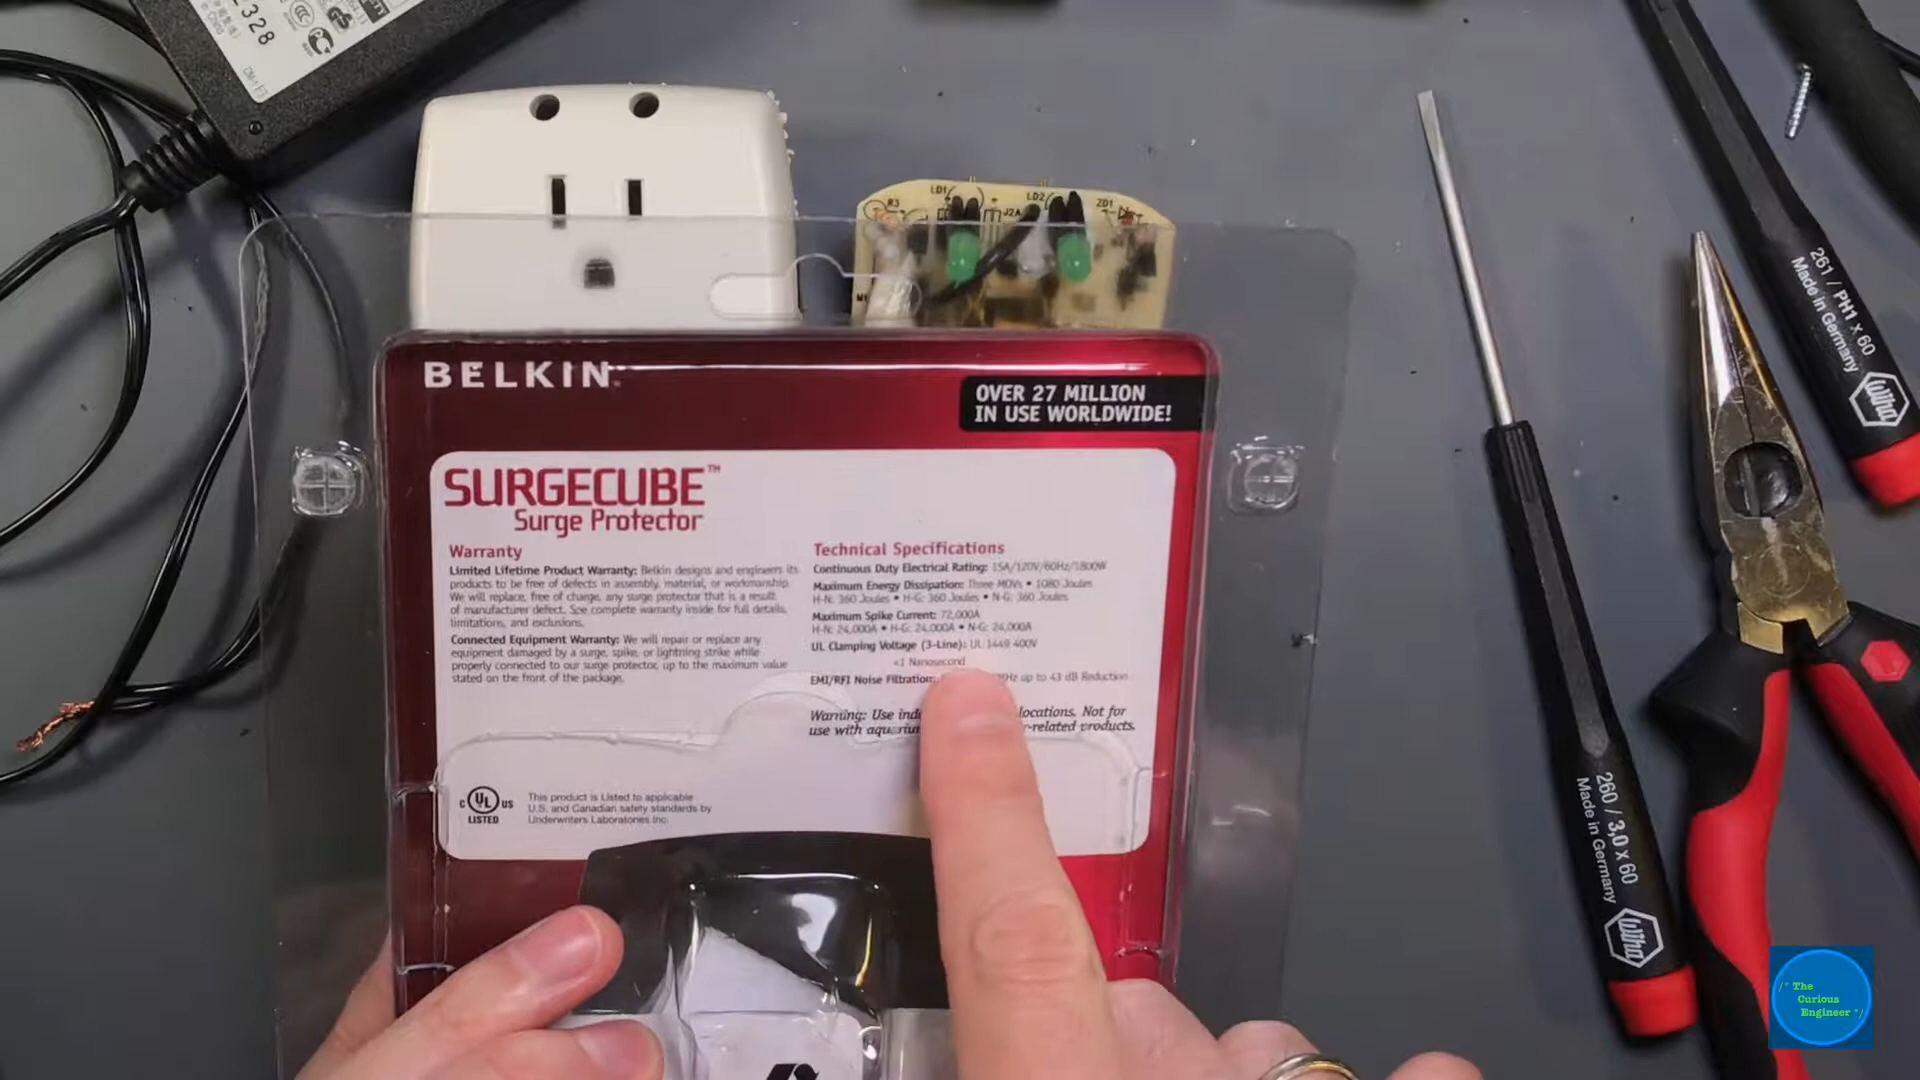 328
BELKIN
OVER 27 MILLION
IN USE WORLDWIDE!
SURGECUBE™
Surge Protector
Warranty
Limited Lifetime Product Warranty: Belkin designs and engineers its
products to be free of defects in assembly, material, or workmanship.
We will replace, free of charge, any surge protector that is a result
of manufacturer defect. See complete warranty inside for full details,
limitations, and exclusions.
Connected Equipment Warranty: We will repair or replace any
equipment damaged by a surge, spike, or lightning strike while
properly connected to our surge protector, up to the maximum value
stated on the front of the package.
Technical Specifications
Continuous Duty Electrical Rating: 15A/120V/60Hz/1800W
Maximum Energy Dissipation: Three MOVs • 1080 Joules
H-N: 360 Joules • H-G: 360 Joules • N-G: 360 Joules
Maximum Spike Current: 72,000A
H-N: 24,000A • H-G: 24,000A • N-G: 24,000A
UL Clamping Voltage (3-Line): UL 1449 400V
<1 Nanosecond
EMI/RFI Noise Filtration: up to 43 dB Reduction
Warning: Use locations. Not for
use with -related products.
C UL US
LISTED
This product is Listed to applicable
U.S. and Canadian safety standards by
Underwriters Laboratories Inc.
LD1
R3
J2A
LD2
ZD1
261 / PH1 x 60
Made in Germany
Wiha
260 / 3,0 x 60
Made in Germany
Wiha
/* The
Curious
Engineer */